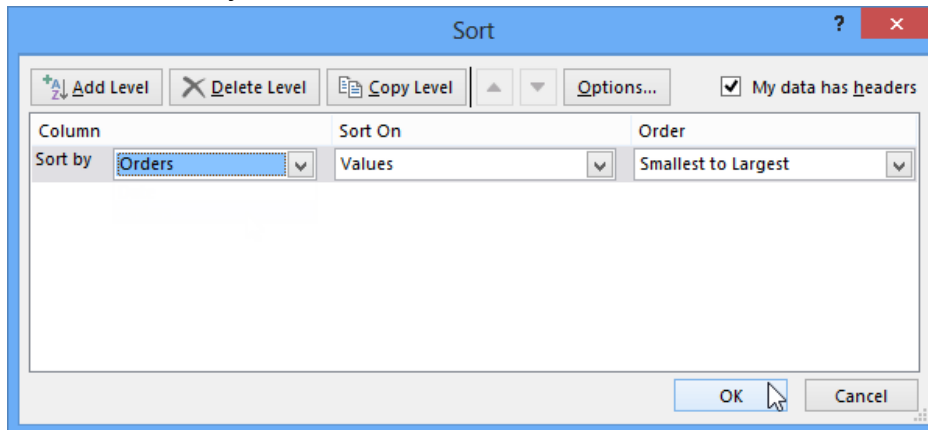 Sort ?
Add Level Delete Level Copy Level Options... My data has headers
Column Sort On Order
Sort by Orders Values Smallest to Largest
OK Cancel